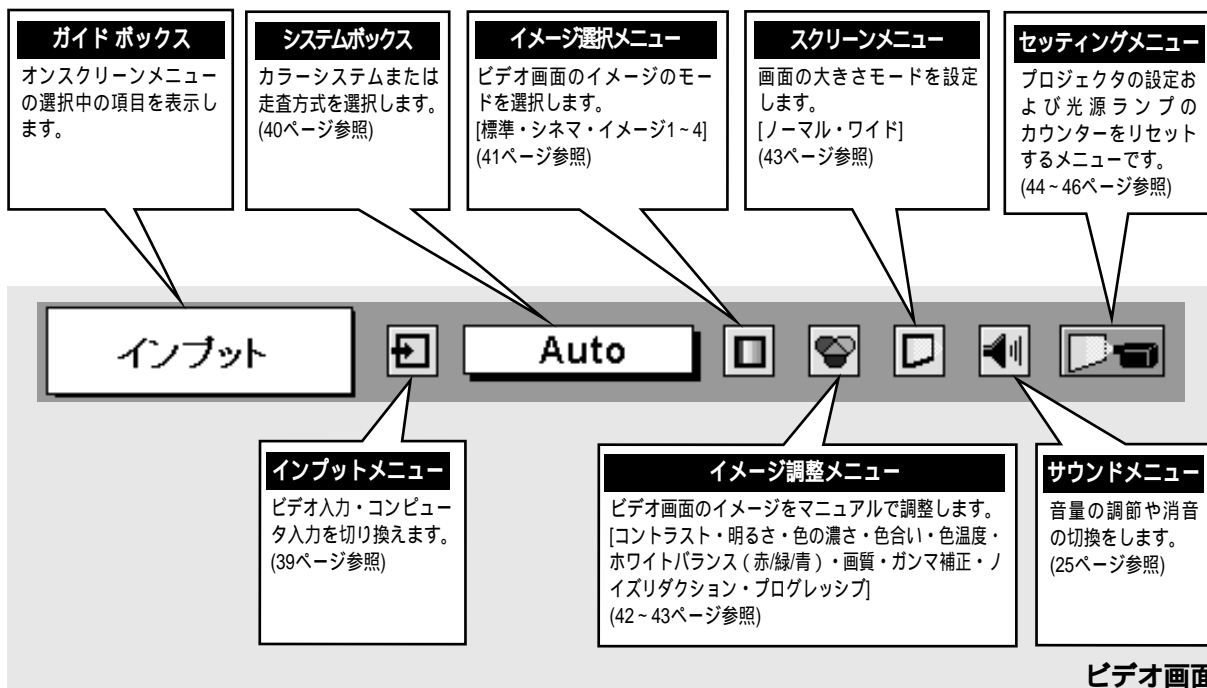 ガイド ボックス
オンスクリーンメニュー
の選択中の項目を表示し
ます。
システムボックス
カラーシステムまたは
走査方式を選択します。
(40ページ参照)
イメージ選択メニュー
ビデオ画面のイメージのモー
ドを選択します。
[標準・シネマ・イメージ1~4]
(41ページ参照)
スクリーンメニュー
画面の大きさモードを設定
します。
[ノーマル・ワイド]
(43ページ参照)
セッティングメニュー
プロジェクタの設定お
よび光源ランプの
カウンターをリセット
するメニューです。
(44~46ページ参照)
インプット
Auto
インプットメニュー
ビデオ入力・コンピュー
タ入力を切り換えます。
(39ページ参照)
イメージ調整メニュー
ビデオ画面のイメージをマニュアルで調整します。
[コントラスト・明るさ・色の濃さ・色合い・色温度・
ホワイトバランス(赤/緑/青)・画質・ガンマ補正・ノ
イズリダクション・プログレッシブ]
(42~43ページ参照)
サウンドメニュー
音量の調節や消音
の切換をします。
(25ページ参照)
ビデオ画面